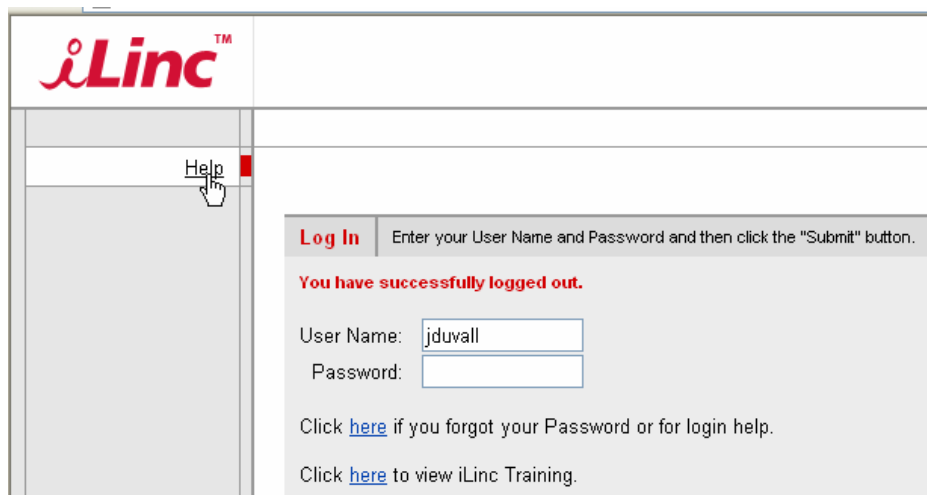 iLinc™
Help
Log In Enter your User Name and Password and then click the "Submit" button.
You have successfully logged out.
User Name: jduvall
Password:
Click here if you forgot your Password or for login help.
Click here to view iLinc Training.